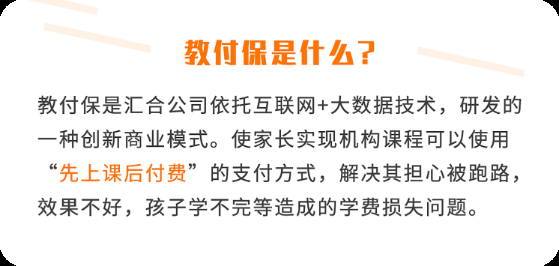 教付保是什么?
教付保是汇合公司依托互联网+大数据技术，研发的
一种创新商业模式。使家长实现机构课程可以使用
“先上课后付费”的支付方式，解决其担心被跑路，
效果不好，孩子学不完等造成的学费损失问题。